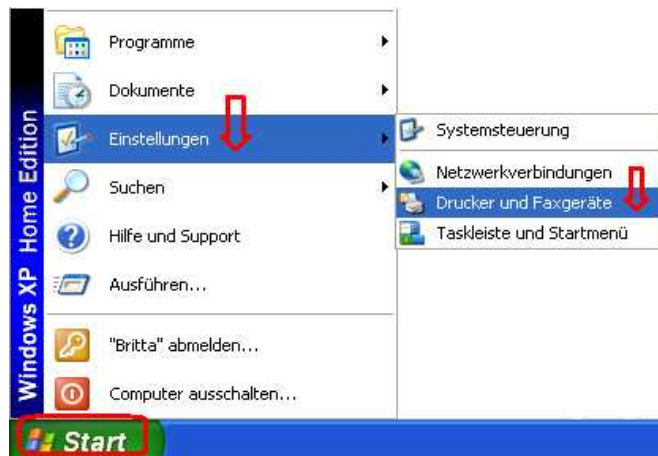 Windows XP Home Edition
Programme
Dokumente
Einstellungen
Suchen
Hilfe und Support
Ausführen...
"Britta" abmelden...
Computer ausschalten...
Systemsteuerung
Netzwerkverbindungen
Drucker und Faxgeräte
Taskleiste und Startmenü
Start